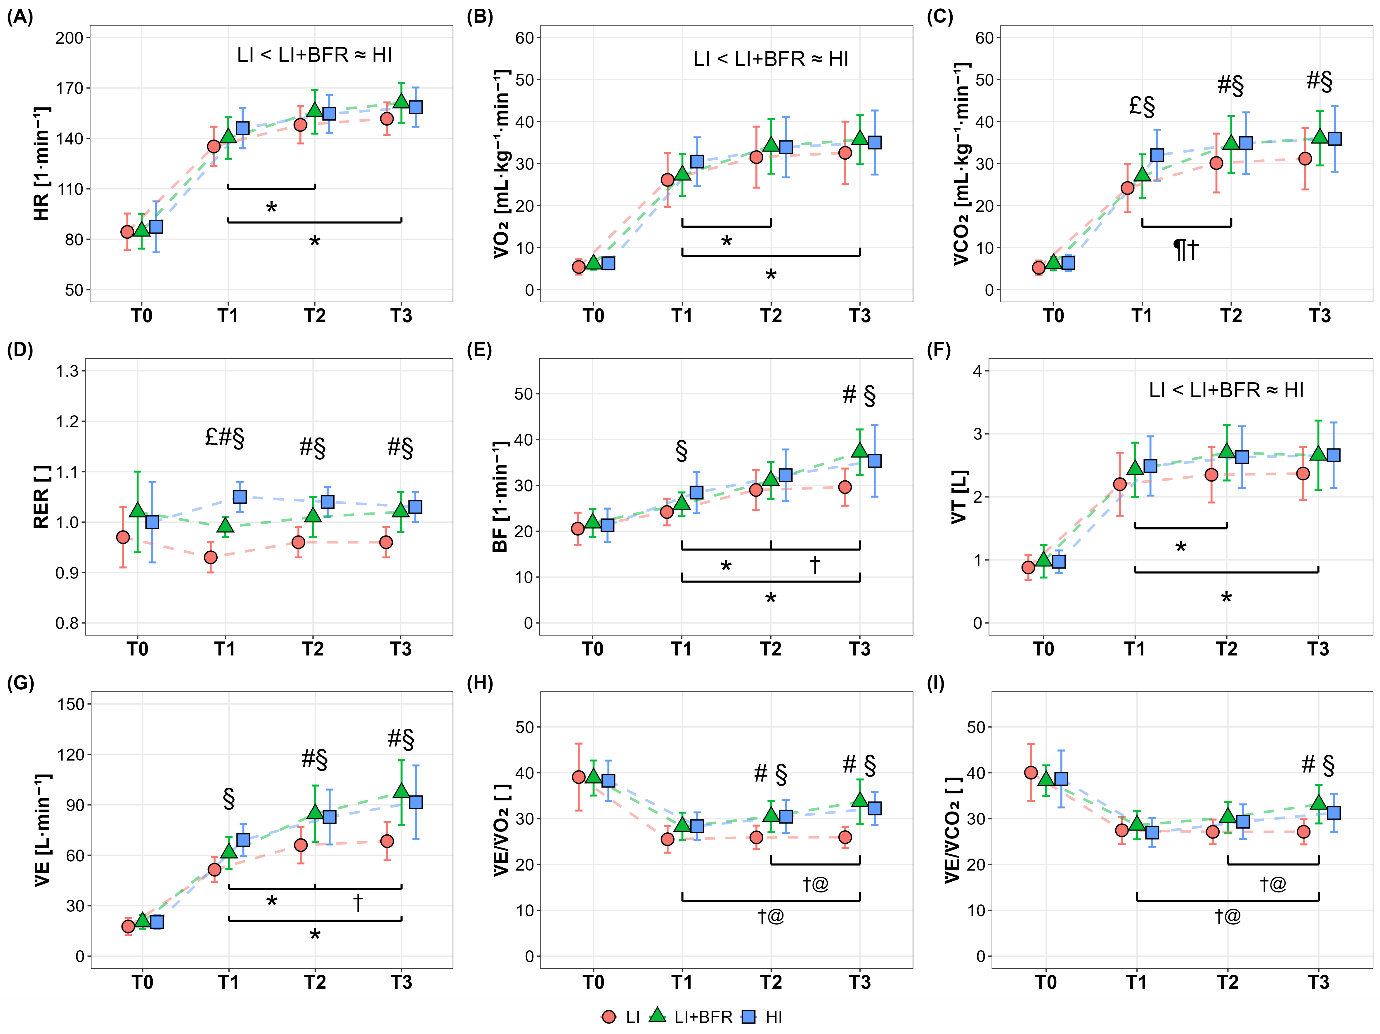 (A)
HR [1·min⁻¹]
200
170
140
110
80
50
LI < LI+BFR ≈ HI
*
*
T0 T1 T2 T3
(B)
V̇O₂ [mL·kg⁻¹·min⁻¹]
60
50
40
30
20
10
0
LI < LI+BFR ≈ HI
*
*
T0 T1 T2 T3
(C)
V̇CO₂ [mL·kg⁻¹·min⁻¹]
60
50
40
30
20
10
0
£§
#§
#§
¶†
T0 T1 T2 T3
(D)
RER [ ]
1.3
1.2
1.1
1.0
0.9
0.8
£#§
#§
#§
T0 T1 T2 T3
(E)
BF [1·min⁻¹]
50
40
30
20
10
0
§
# §
* †
*
T0 T1 T2 T3
(F)
VT [L]
4
3
2
1
0
LI < LI+BFR ≈ HI
*
*
T0 T1 T2 T3
(G)
V̇E [L·min⁻¹]
150
120
90
60
30
0
§
#§
#§
* †
*
T0 T1 T2 T3
(H)
V̇E/V̇O₂ [ ]
50
40
30
20
10
0
# §
# §
†@
†@
T0 T1 T2 T3
(I)
V̇E/V̇CO₂ [ ]
50
40
30
20
10
0
# §
†@
†@
T0 T1 T2 T3
LI LI+BFR HI